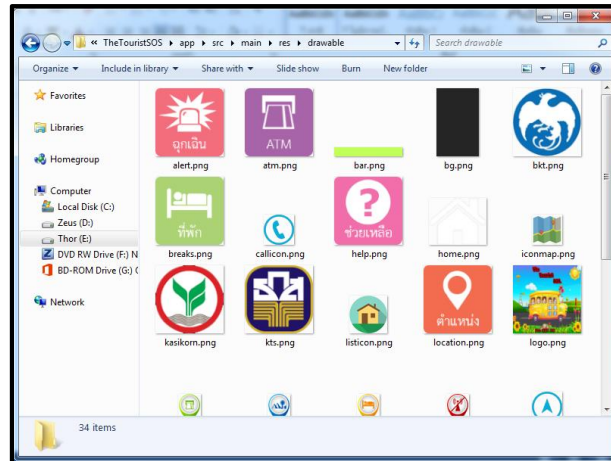 « TheTouristSOS ▸ app ▸ src ▸ main ▸ res ▸ drawable
Search drawable
Organize Include in library Share with Slide show Burn New folder
Favorites
Libraries
Homegroup
Computer
Local Disk (C:)
Zeus (D:)
Thor (E:)
DVD RW Drive (F:) N
BD-ROM Drive (G:)
Network
ฉุกเฉิน
ATM
alert.png atm.png bar.png bg.png bkt.png
ที่พัก
ช่วยเหลือ
breaks.png callicon.png help.png home.png iconmap.png
ตำแหน่ง
kasikorn.png kts.png listicon.png location.png logo.png
34 items